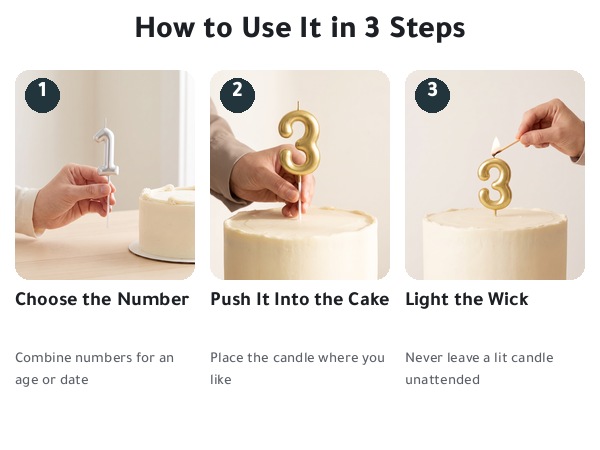 How to Use It in 3 Steps
1
2
3
Choose the Number
Push It Into the Cake
Light the Wick
Combine numbers for an
age or date
Place the candle where you
like
Never leave a lit candle
unattended